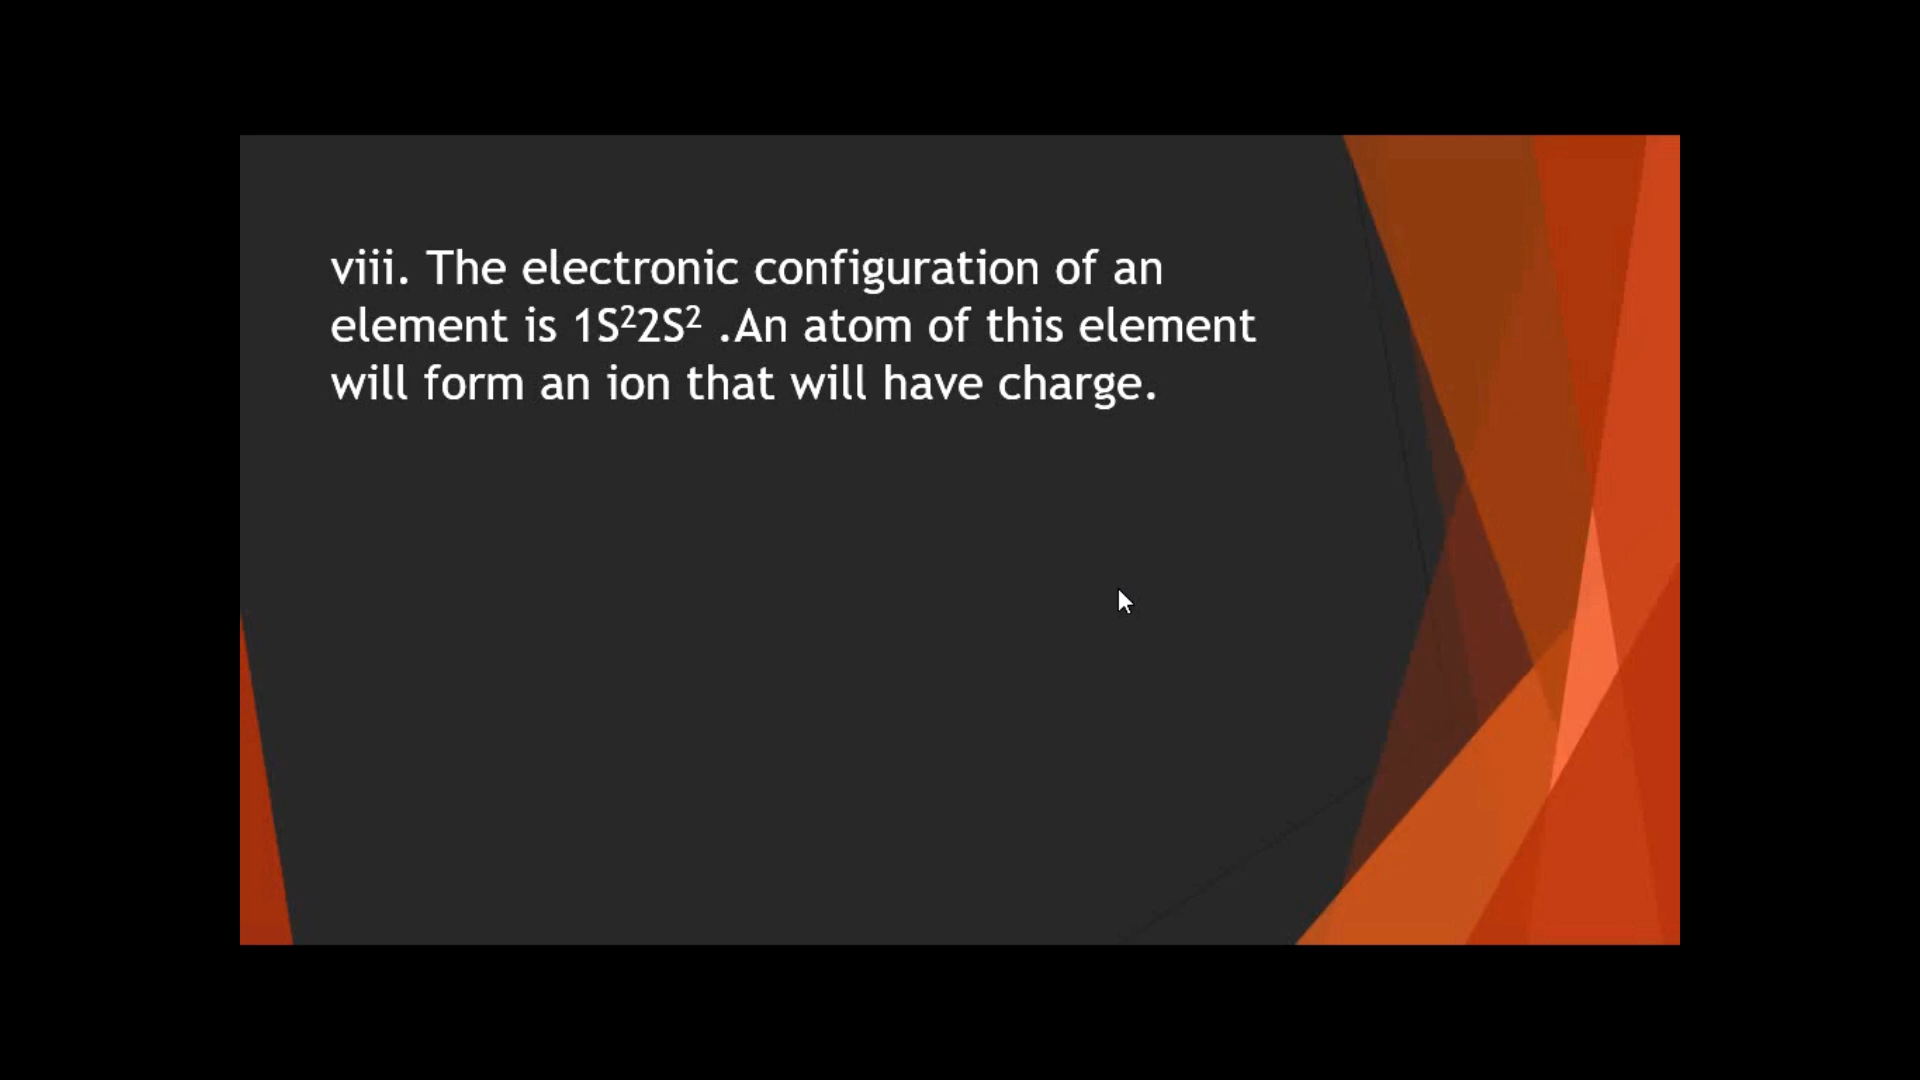 viii. The electronic configuration of an
element is 1S²2S² .An atom of this element
will form an ion that will have charge.